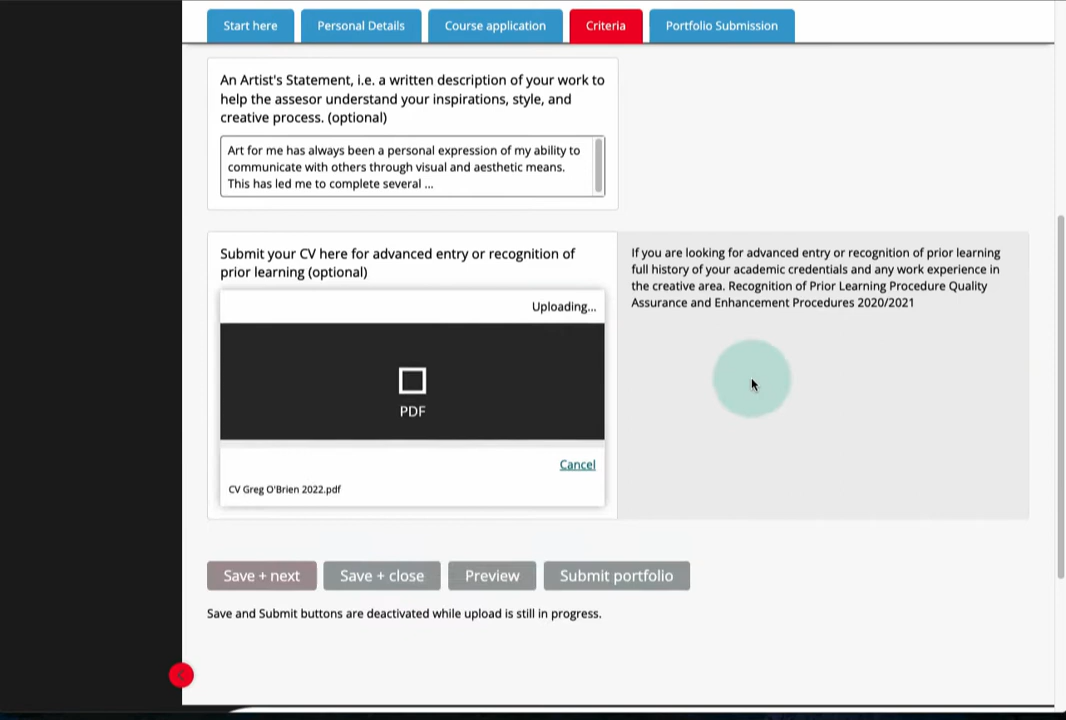 Start here
Personal Details
Course application
Criteria
Portfolio Submission
An Artist's Statement, i.e. a written description of your work to
help the assesor understand your inspirations, style, and
creative process. (optional)
Art for me has always been a personal expression of my ability to
communicate with others through visual and aesthetic means.
This has led me to complete several ...
Submit your CV here for advanced entry or recognition of
prior learning (optional)
Uploading...
PDF
Cancel
CV Greg O'Brien 2022.pdf
If you are looking for advanced entry or recognition of prior learning
full history of your academic credentials and any work experience in
the creative area. Recognition of Prior Learning Procedure Quality
Assurance and Enhancement Procedures 2020/2021
Save + next
Save + close
Preview
Submit portfolio
Save and Submit buttons are deactivated while upload is still in progress.